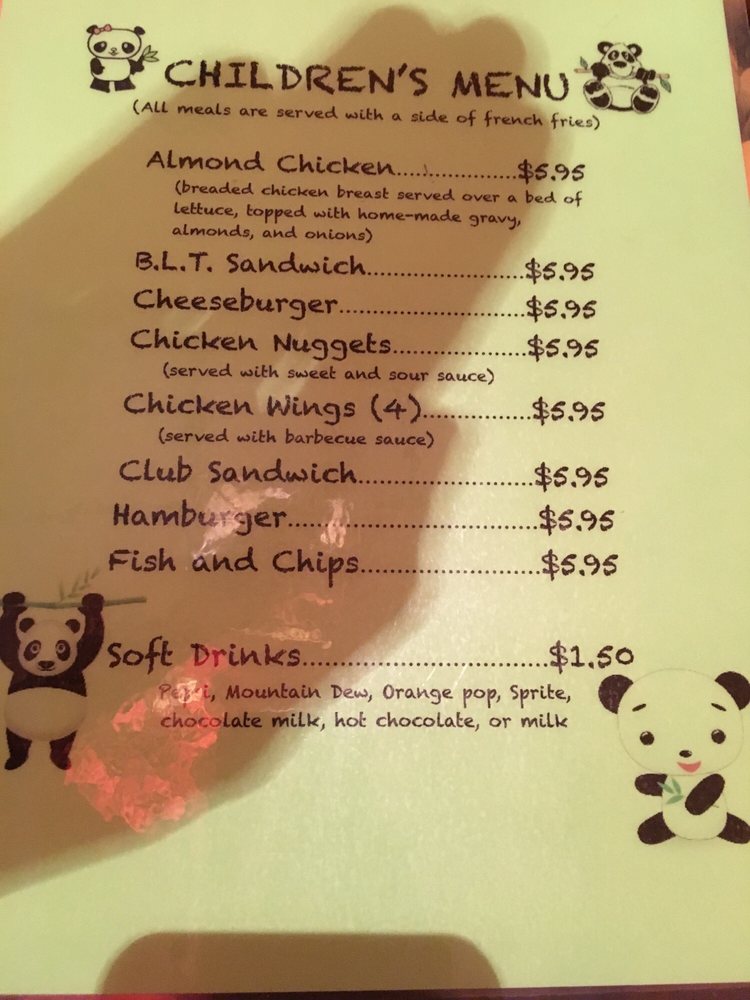 CHILDREN'S MENU
(All meals are served with a side of french fries)
Almond Chicken....................$5.95
(breaded chicken breast served over a bed of
lettuce, topped with home-made gravy,
almonds, and onions)
B.L.T. Sandwich.........................$5.95
Cheeseburger..............................$5.95
Chicken Nuggets......................$5.95
(served with sweet and sour sauce)
Chicken Wings (4)................$5.95
(served with barbecue sauce)
Club Sandwich...........................$5.95
Hamburger.......................................$5.95
Fish and Chips............................$5.95
Soft Drinks......................................$1.50
Pepsi, Mountain Dew, Orange pop, Sprite,
chocolate milk, hot chocolate, or milk